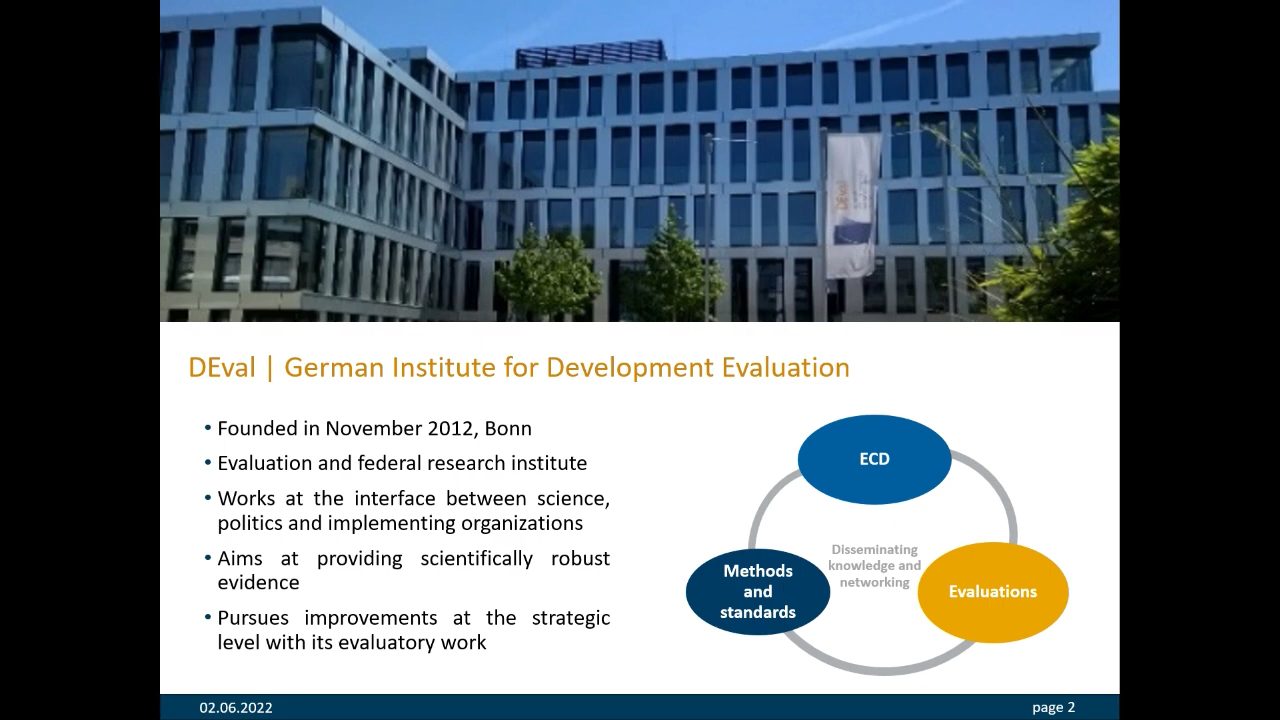 DEval
DEval | German Institute for Development Evaluation
• Founded in November 2012, Bonn
• Evaluation and federal research institute
• Works at the interface between science,
politics and implementing organizations
• Aims at providing scientifically robust
evidence
• Pursues improvements at the strategic
level with its evaluatory work
ECD
Disseminating
knowledge and
networking
Methods
and
standards
Evaluations
02.06.2022
page 2